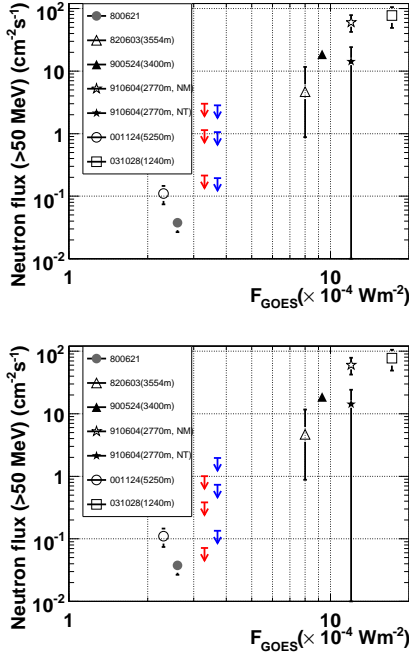 Neutron flux (>50 MeV) (cm⁻²s⁻¹)
10²
10
1
10⁻¹
10⁻²
800621
820603(3554m)
900524(3400m)
910604(2770m, NM)
910604(2770m, NT)
001124(5250m)
031028(1240m)
1
10
F_GOES(× 10⁻⁴ Wm⁻²)
Neutron flux (>50 MeV) (cm⁻²s⁻¹)
10²
10
1
10⁻¹
10⁻²
800621
820603(3554m)
900524(3400m)
910604(2770m, NM)
910604(2770m, NT)
001124(5250m)
031028(1240m)
1
10
F_GOES(× 10⁻⁴ Wm⁻²)